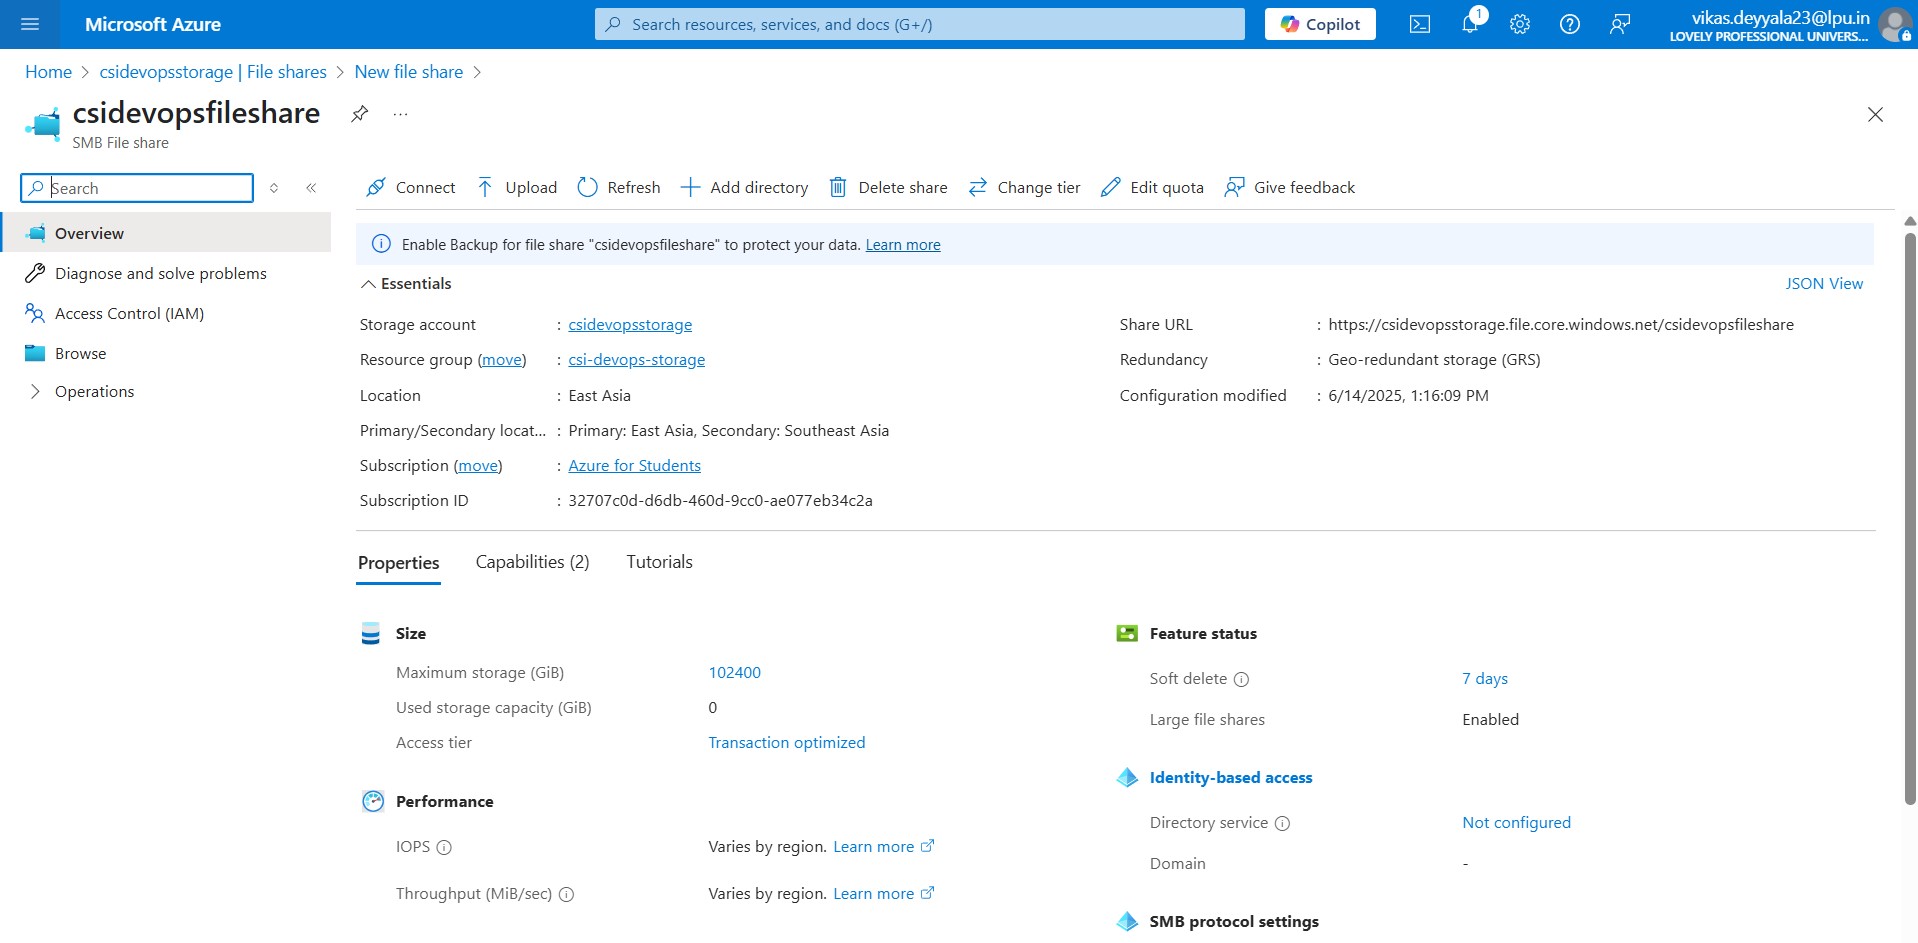 Microsoft Azure
Search resources, services, and docs (G+/)
Copilot
1
vikas.deyyala23@lpu.in
LOVELY PROFESSIONAL UNIVERS...
Home > csidevopsstorage | File shares > New file share >
csidevopsfileshare
...
SMB File share
Search
Connect
Upload
Refresh
Add directory
Delete share
Change tier
Edit quota
Give feedback
Overview
Diagnose and solve problems
Access Control (IAM)
Browse
Operations
Enable Backup for file share "csidevopsfileshare" to protect your data. Learn more
Essentials
JSON View
Storage account : csidevopsstorage
Resource group (move) : csi-devops-storage
Location : East Asia
Primary/Secondary locat... : Primary: East Asia, Secondary: Southeast Asia
Subscription (move) : Azure for Students
Subscription ID : 32707c0d-d6db-460d-9cc0-ae077eb34c2a
Share URL : https://csidevopsstorage.file.core.windows.net/csidevopsfileshare
Redundancy : Geo-redundant storage (GRS)
Configuration modified : 6/14/2025, 1:16:09 PM
Properties
Capabilities (2)
Tutorials
Size
Maximum storage (GiB) 102400
Used storage capacity (GiB) 0
Access tier Transaction optimized
Performance
IOPS Varies by region. Learn more
Throughput (MiB/sec) Varies by region. Learn more
Feature status
Soft delete 7 days
Large file shares Enabled
Identity-based access
Directory service Not configured
Domain -
SMB protocol settings